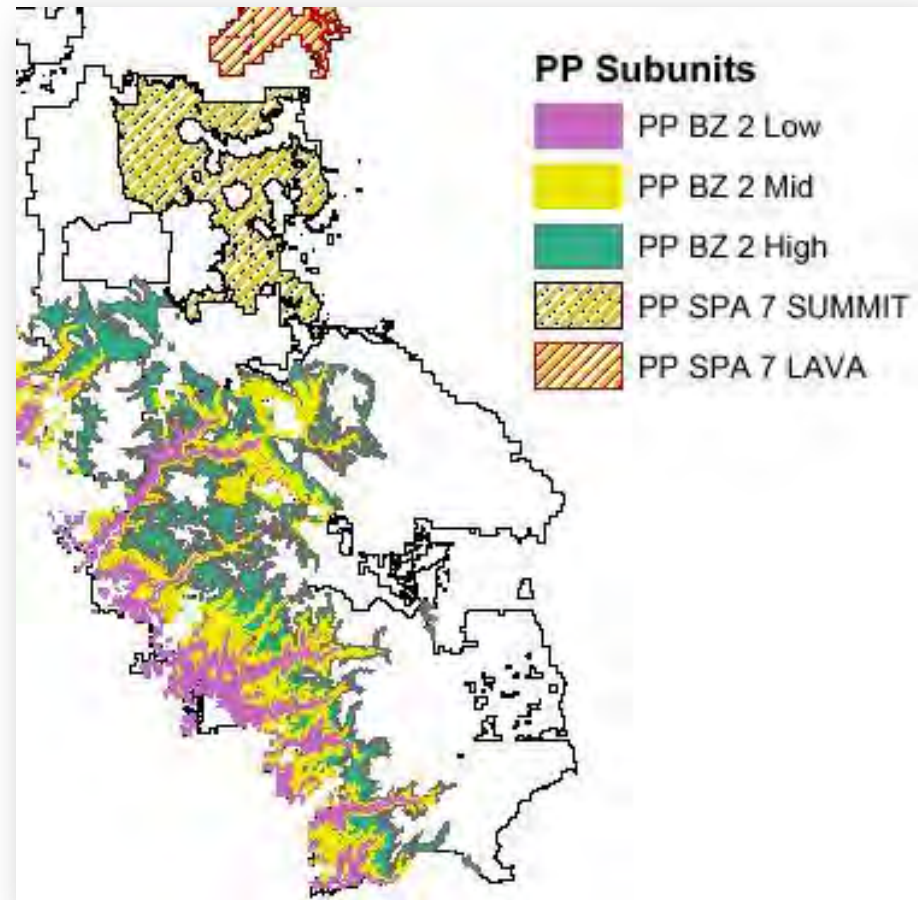 PP Subunits
PP BZ 2 Low
PP BZ 2 Mid
PP BZ 2 High
PP SPA 7 SUMMIT
PP SPA 7 LAVA